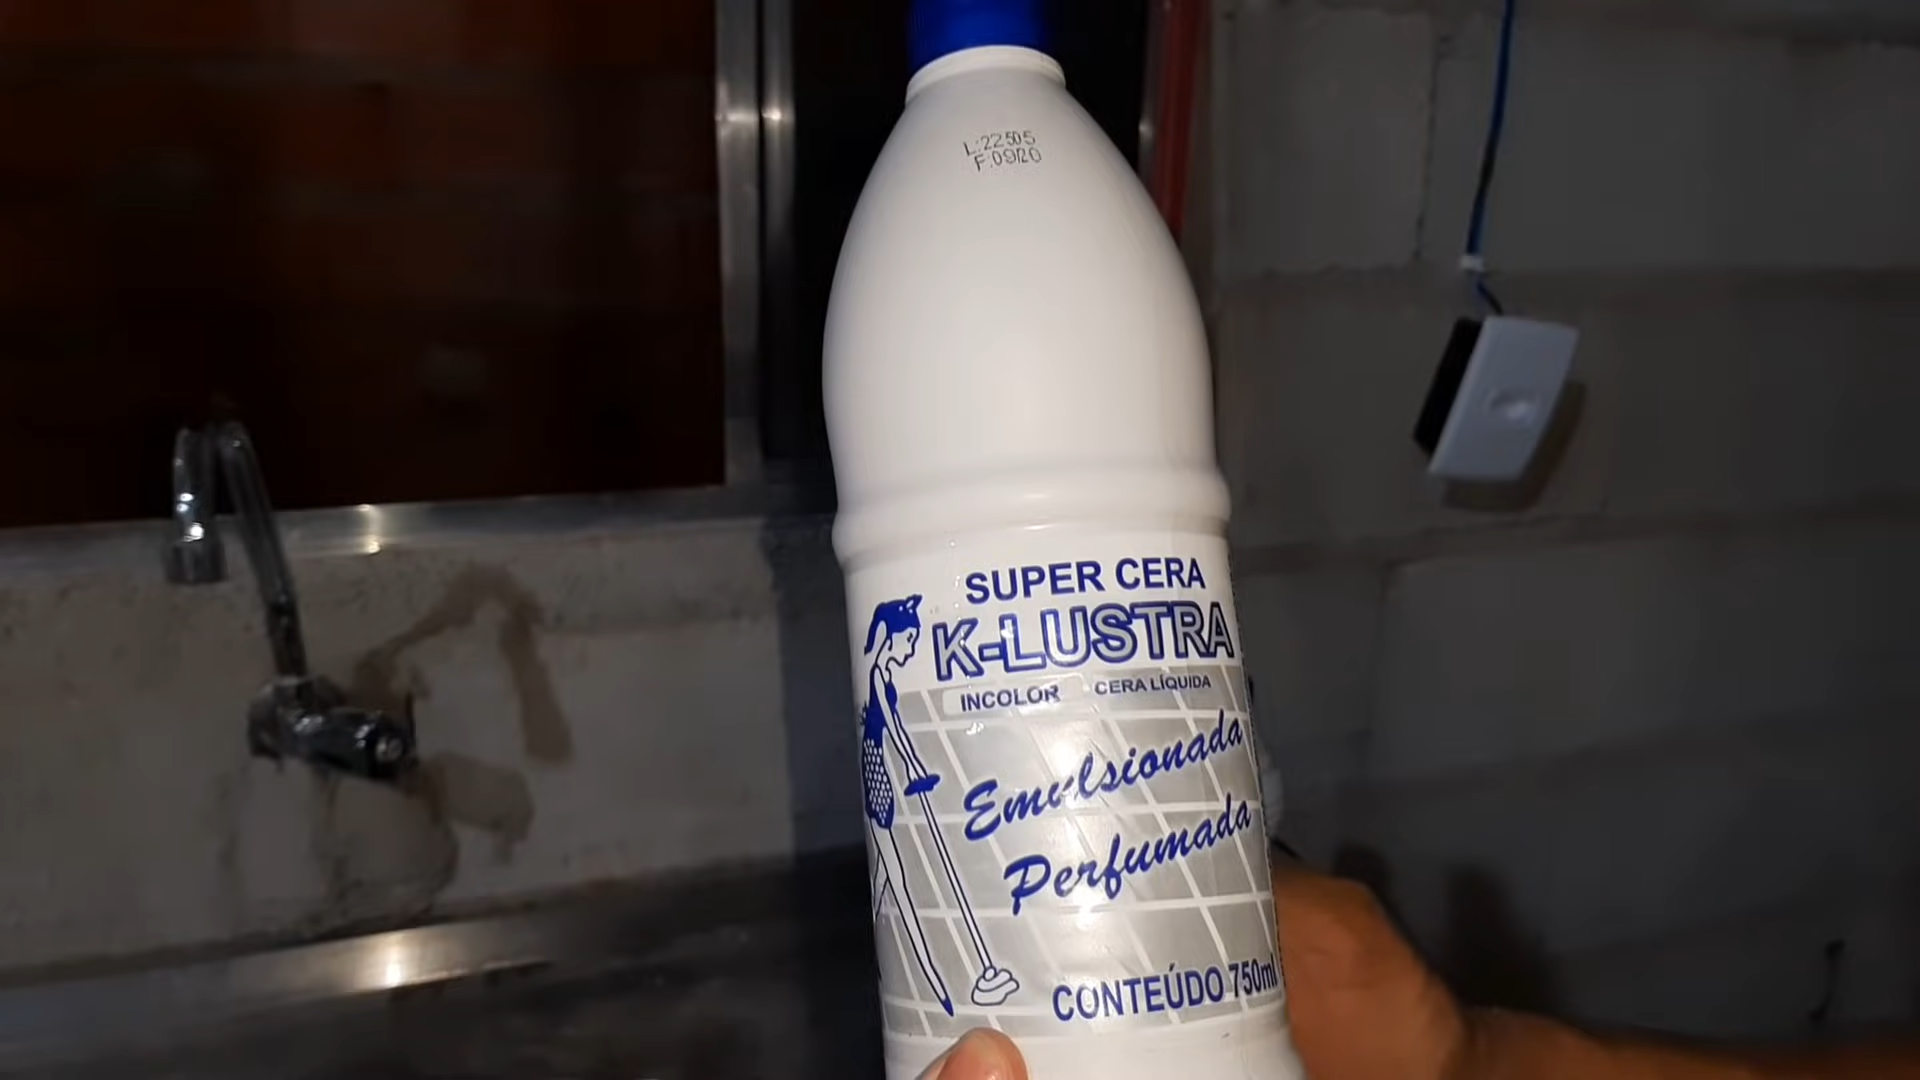 L:22505
F:09/20
SUPER CERA
K-LUSTRA
INCOLOR CERA LÍQUIDA
Emulsionada
Perfumada
CONTEÚDO 750ml